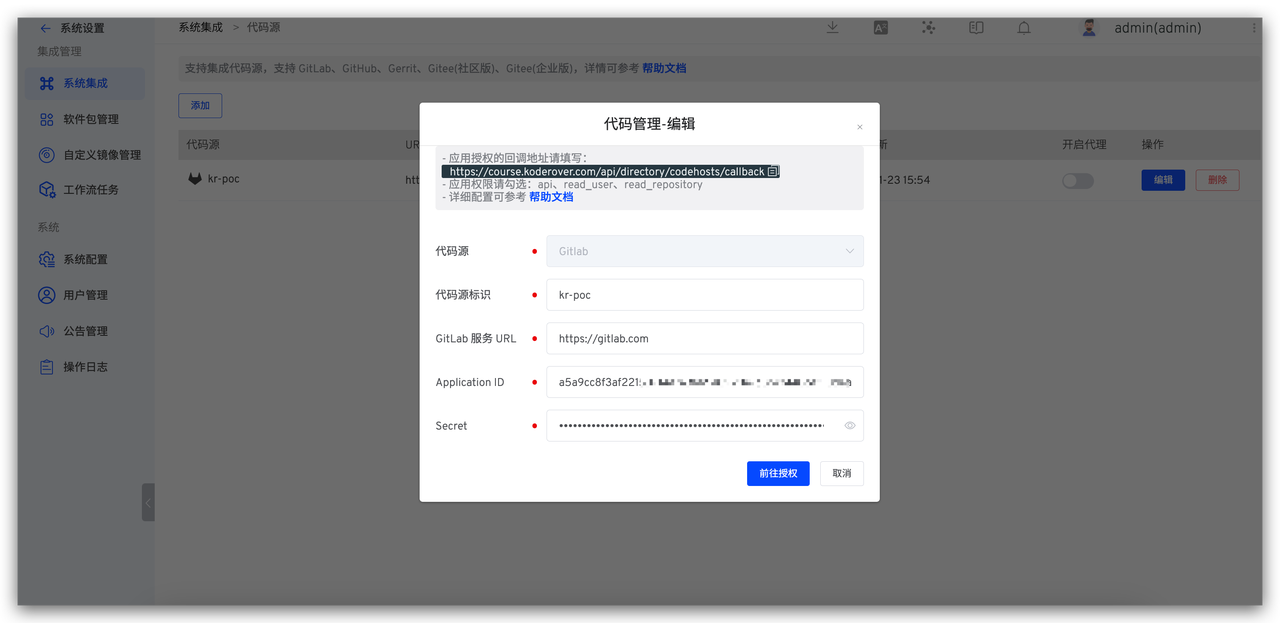 系统设置
系统集成 > 代码源
admin(admin)
集成管理
系统集成
软件包管理
自定义镜像管理
工作流任务
系统
系统配置
用户管理
公告管理
操作日志
支持集成代码源，支持 GitLab、GitHub、Gerrit、Gitee(社区版)、Gitee(企业版)，详情可参考 帮助文档
添加
代码源
开启代理
操作
kr-poc
1-23 15:54
编辑
删除
代码管理-编辑
×
- 应用授权的回调地址请填写：
https://course.koderover.com/api/directory/codehosts/callback
- 应用权限请勾选：api、read_user、read_repository
- 详细配置可参考 帮助文档
代码源
Gitlab
代码源标识
kr-poc
GitLab 服务 URL
https://gitlab.com
Application ID
a5a9cc8f3af221
Secret
前往授权
取消